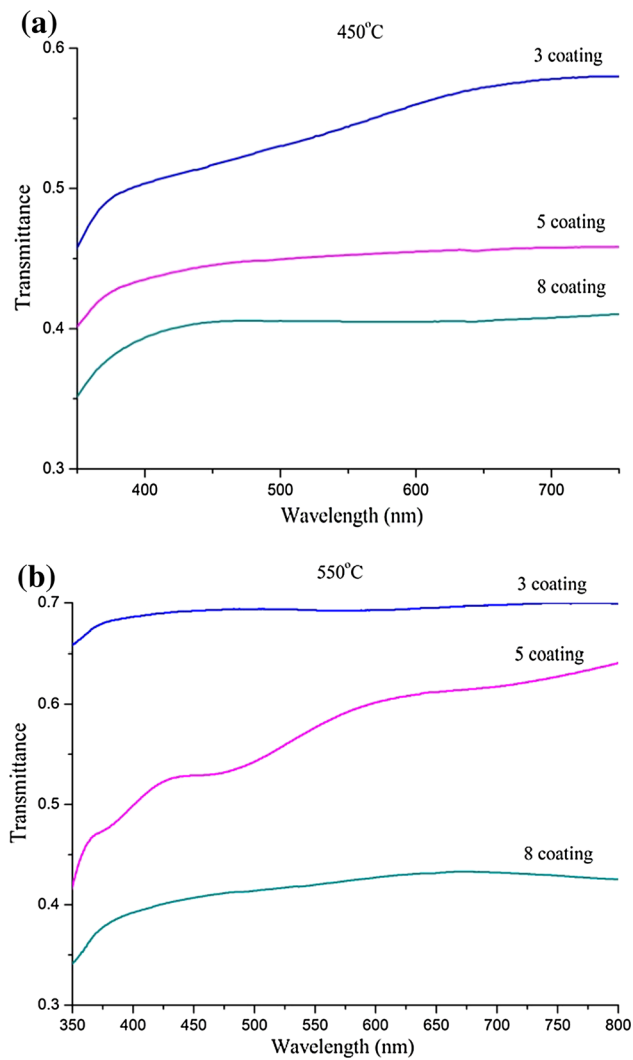 (a)
450°C
0.6
3 coating
0.5
5 coating
8 coating
0.4
0.3
Transmittance
400 500 600 700
Wavelength (nm)
(b)
550°C
3 coating
0.7
5 coating
0.6
0.5
8 coating
0.4
0.3
Transmittance
350 400 450 500 550 600 650 700 750 800
Wavelength (nm)